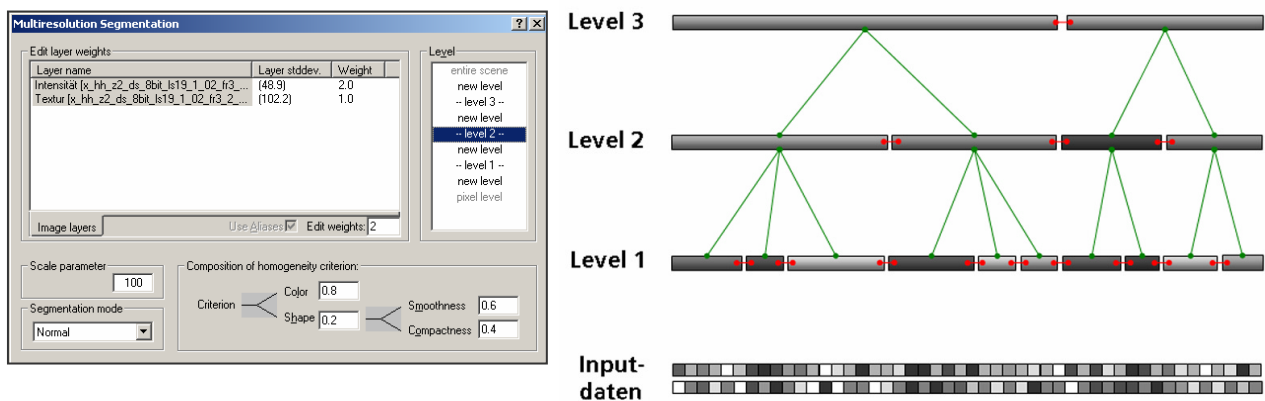 Multiresolution Segmentation
Edit layer weights
Layer name Layer stddev. Weight
Intensität [x_hh_z2_ds_8bit_ls19_1_02_fr3_... (48.9) 2.0
Textur [x_hh_z2_ds_8bit_ls19_1_02_fr3_2_... (102.2) 1.0
Image layers Use Aliases Edit weights: 2
Level
entire scene
new level
-- level 3 --
new level
-- level 2 --
new level
-- level 1 --
new level
pixel level
Scale parameter
100
Segmentation mode
Normal
Composition of homogeneity criterion:
Criterion
Color 0.8
Shape 0.2
Smoothness 0.6
Compactness 0.4
Level 3
Level 2
Level 1
Input-
daten